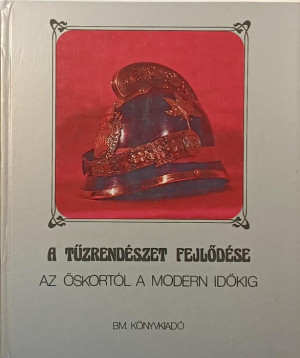 A TŰZRENDÉSZET FEJLŐDÉSE
AZ ŐSKORTÓL A MODERN IDŐKIG
BM. KÖNYVKIADÓ